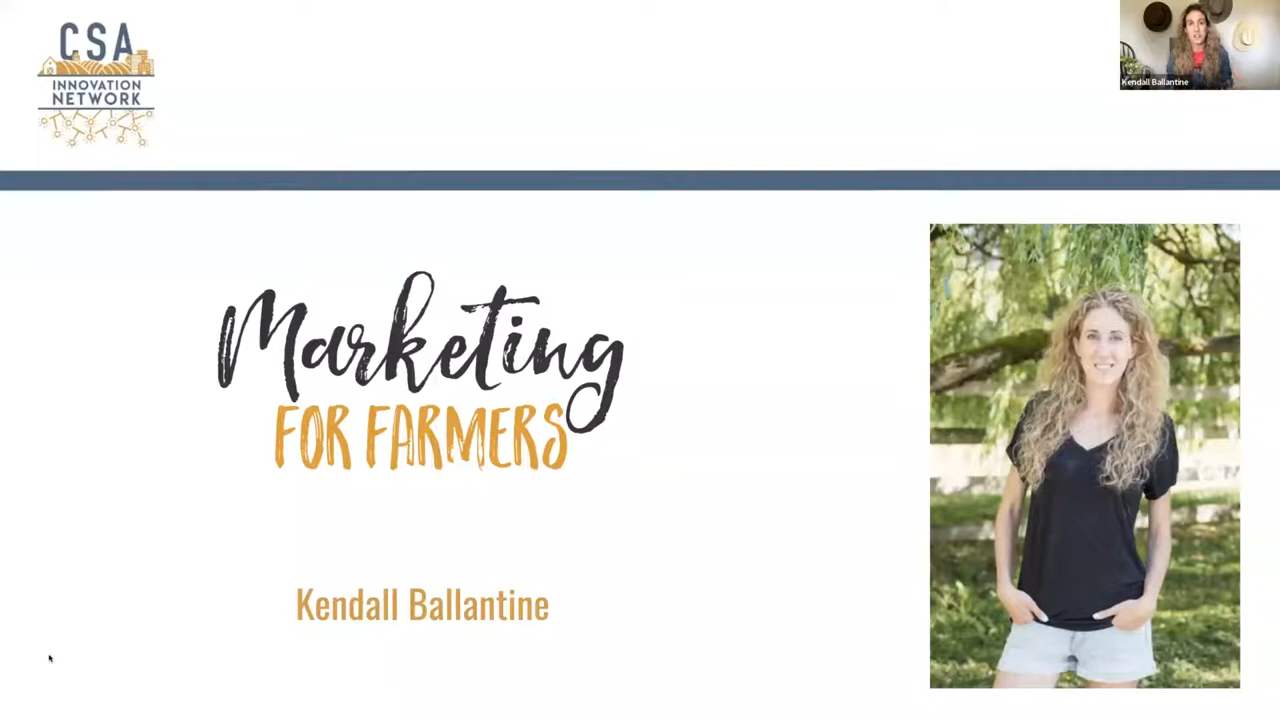 CSA
INNOVATION
NETWORK
Kendall Ballantine
Marketing
FOR FARMERS
Kendall Ballantine